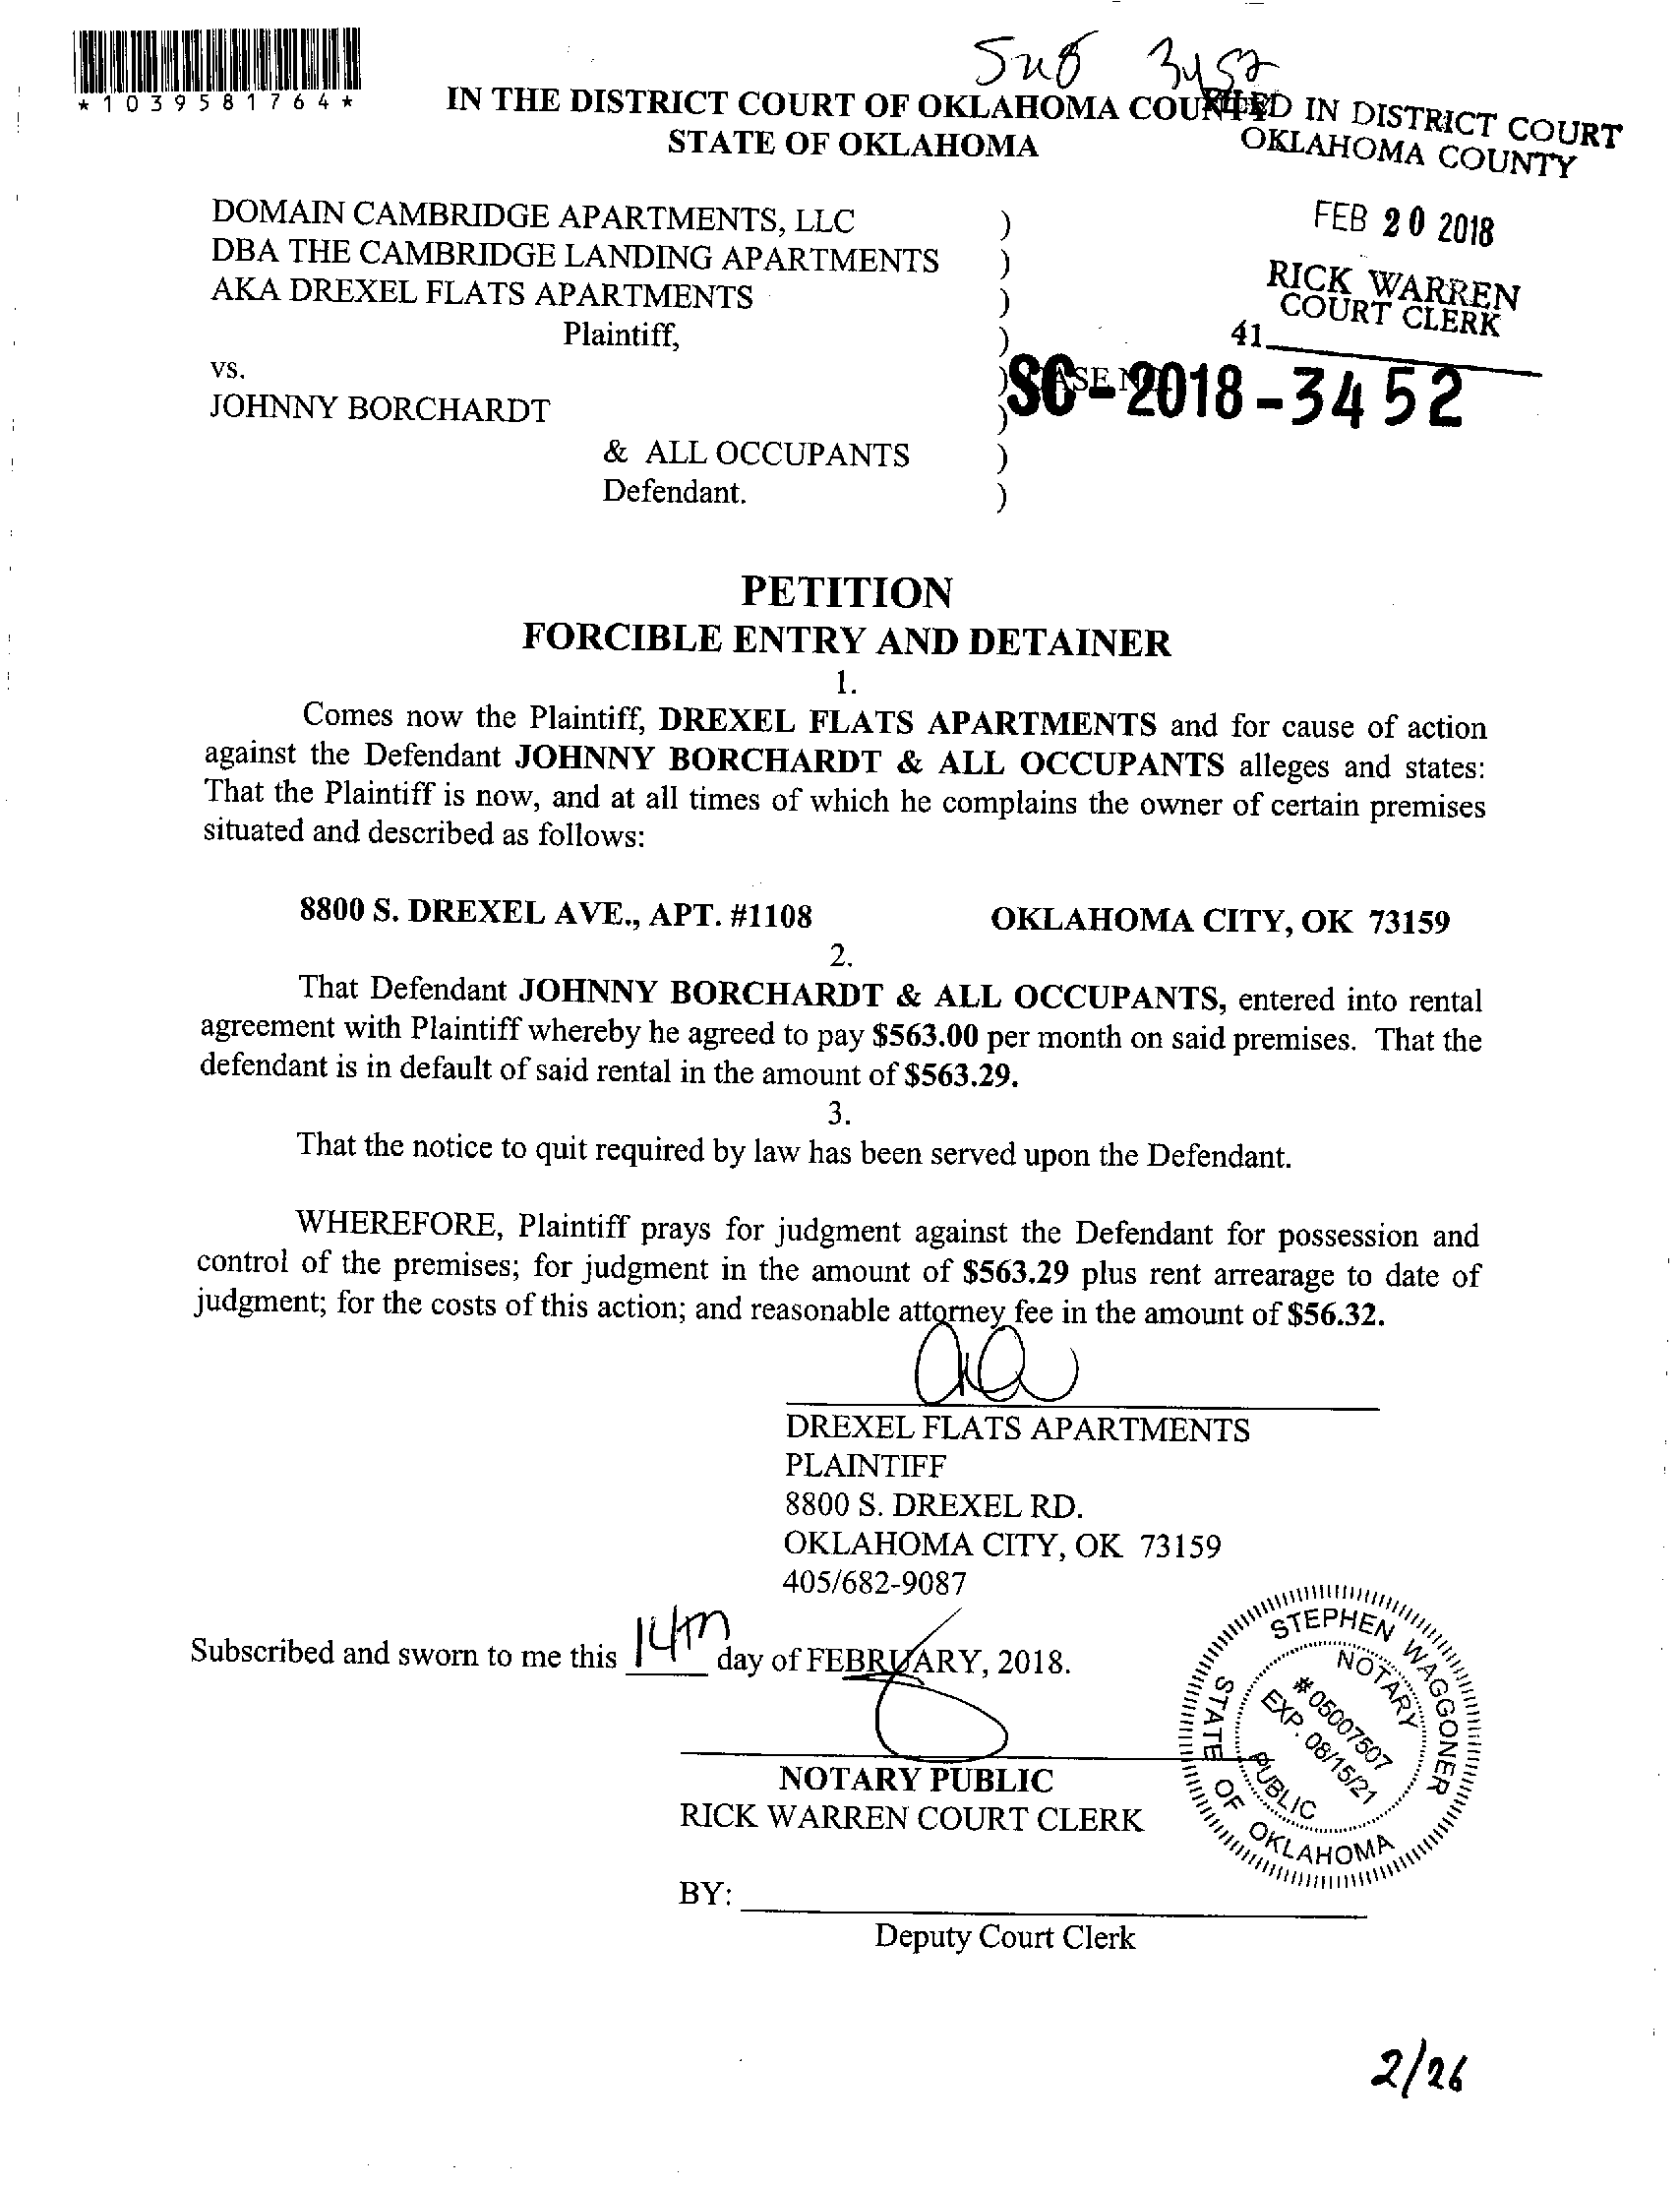 *1039581764*
3452
IN THE DISTRICT COURT OF OKLAHOMA COUNTY
STATE OF OKLAHOMA
FILED IN DISTRICT COURT
OKLAHOMA COUNTY
FEB 20 2018
RICK WARREN
COURT CLERK
41
DOMAIN CAMBRIDGE APARTMENTS, LLC )
DBA THE CAMBRIDGE LANDING APARTMENTS )
AKA DREXEL FLATS APARTMENTS )
Plaintiff, )
vs. ) CASE NO. SC-2018-3452
JOHNNY BORCHARDT )
& ALL OCCUPANTS )
Defendant. )
PETITION
FORCIBLE ENTRY AND DETAINER
1.
Comes now the Plaintiff, DREXEL FLATS APARTMENTS and for cause of action
against the Defendant JOHNNY BORCHARDT & ALL OCCUPANTS alleges and states:
That the Plaintiff is now, and at all times of which he complains the owner of certain premises
situated and described as follows:
8800 S. DREXEL AVE., APT. #1108 OKLAHOMA CITY, OK 73159
2.
That Defendant JOHNNY BORCHARDT & ALL OCCUPANTS, entered into rental
agreement with Plaintiff whereby he agreed to pay $563.00 per month on said premises. That the
defendant is in default of said rental in the amount of $563.29.
3.
That the notice to quit required by law has been served upon the Defendant.
WHEREFORE, Plaintiff prays for judgment against the Defendant for possession and
control of the premises; for judgment in the amount of $563.29 plus rent arrearage to date of
judgment; for the costs of this action; and reasonable attorney fee in the amount of $56.32.
DREXEL FLATS APARTMENTS
PLAINTIFF
8800 S. DREXEL RD.
OKLAHOMA CITY, OK 73159
405/682-9087
Subscribed and sworn to me this 14th day of FEBRUARY, 2018.
NOTARY PUBLIC
RICK WARREN COURT CLERK
BY:
Deputy Court Clerk
STEPHEN WAGGONER
NOTARY
#05007507
EXP. 08/15/21
PUBLIC
STATE OF OKLAHOMA
2/26